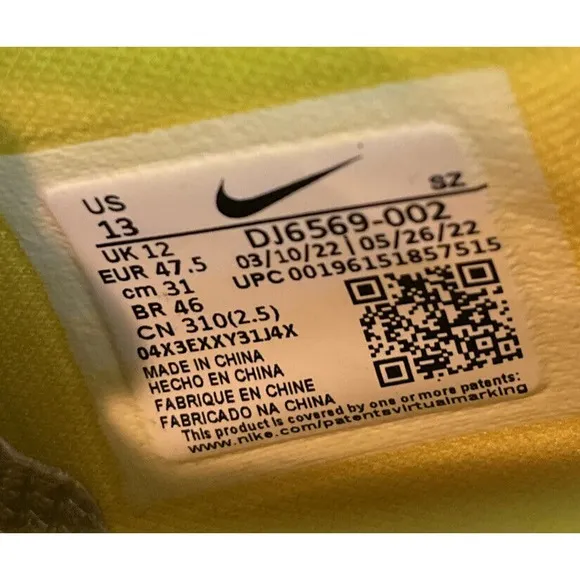 US
13
SZ
UK 12
DJ6569-002
EUR 47.5
03/10/22 | 05/26/22
cm 31
UPC 00196151857515
BR 46
CN 310(2.5)
04X3EXXY31J4X
MADE IN CHINA
HECHO EN CHINA
FABRIQUE EN CHINE
FABRICADO NA CHINA
This product is covered by one or more patents:
www.nike.com/patentsvirtualmarking